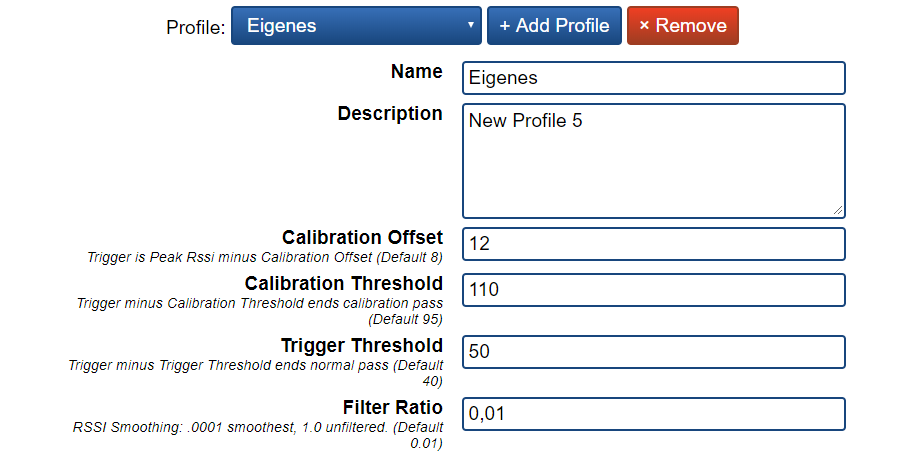 Profile: Eigenes + Add Profile × Remove
Name Eigenes
Description New Profile 5
Calibration Offset 12
Trigger is Peak Rssi minus Calibration Offset (Default 8)
Calibration Threshold 110
Trigger minus Calibration Threshold ends calibration pass
(Default 95)
Trigger Threshold 50
Trigger minus Trigger Threshold ends normal pass (Default
40)
Filter Ratio 0,01
RSSI Smoothing: .0001 smoothest, 1.0 unfiltered. (Default
0.01)